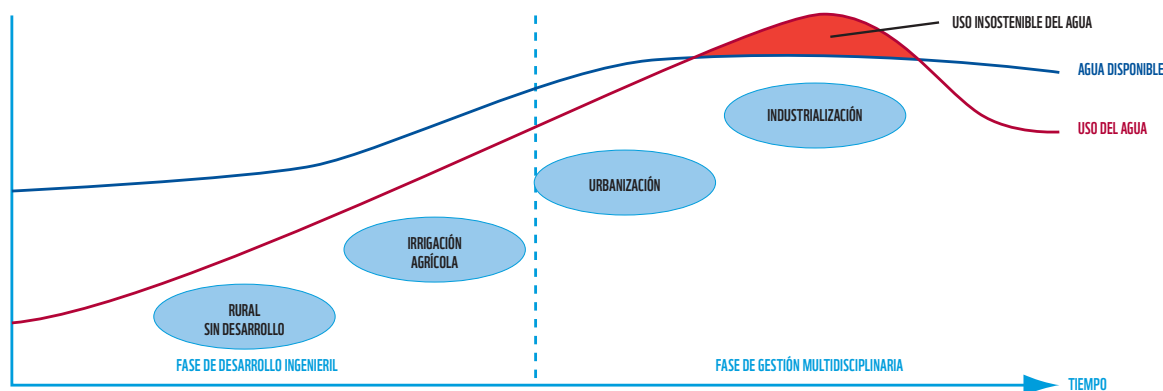 USO INSOSTENIBLE DEL AGUA
AGUA DISPONIBLE
INDUSTRIALIZACIÓN
USO DEL AGUA
URBANIZACIÓN
IRRIGACIÓN
AGRÍCOLA
RURAL
SIN DESARROLLO
FASE DE DESARROLLO INGENIERIL
FASE DE GESTIÓN MULTIDISCIPLINARIA
TIEMPO